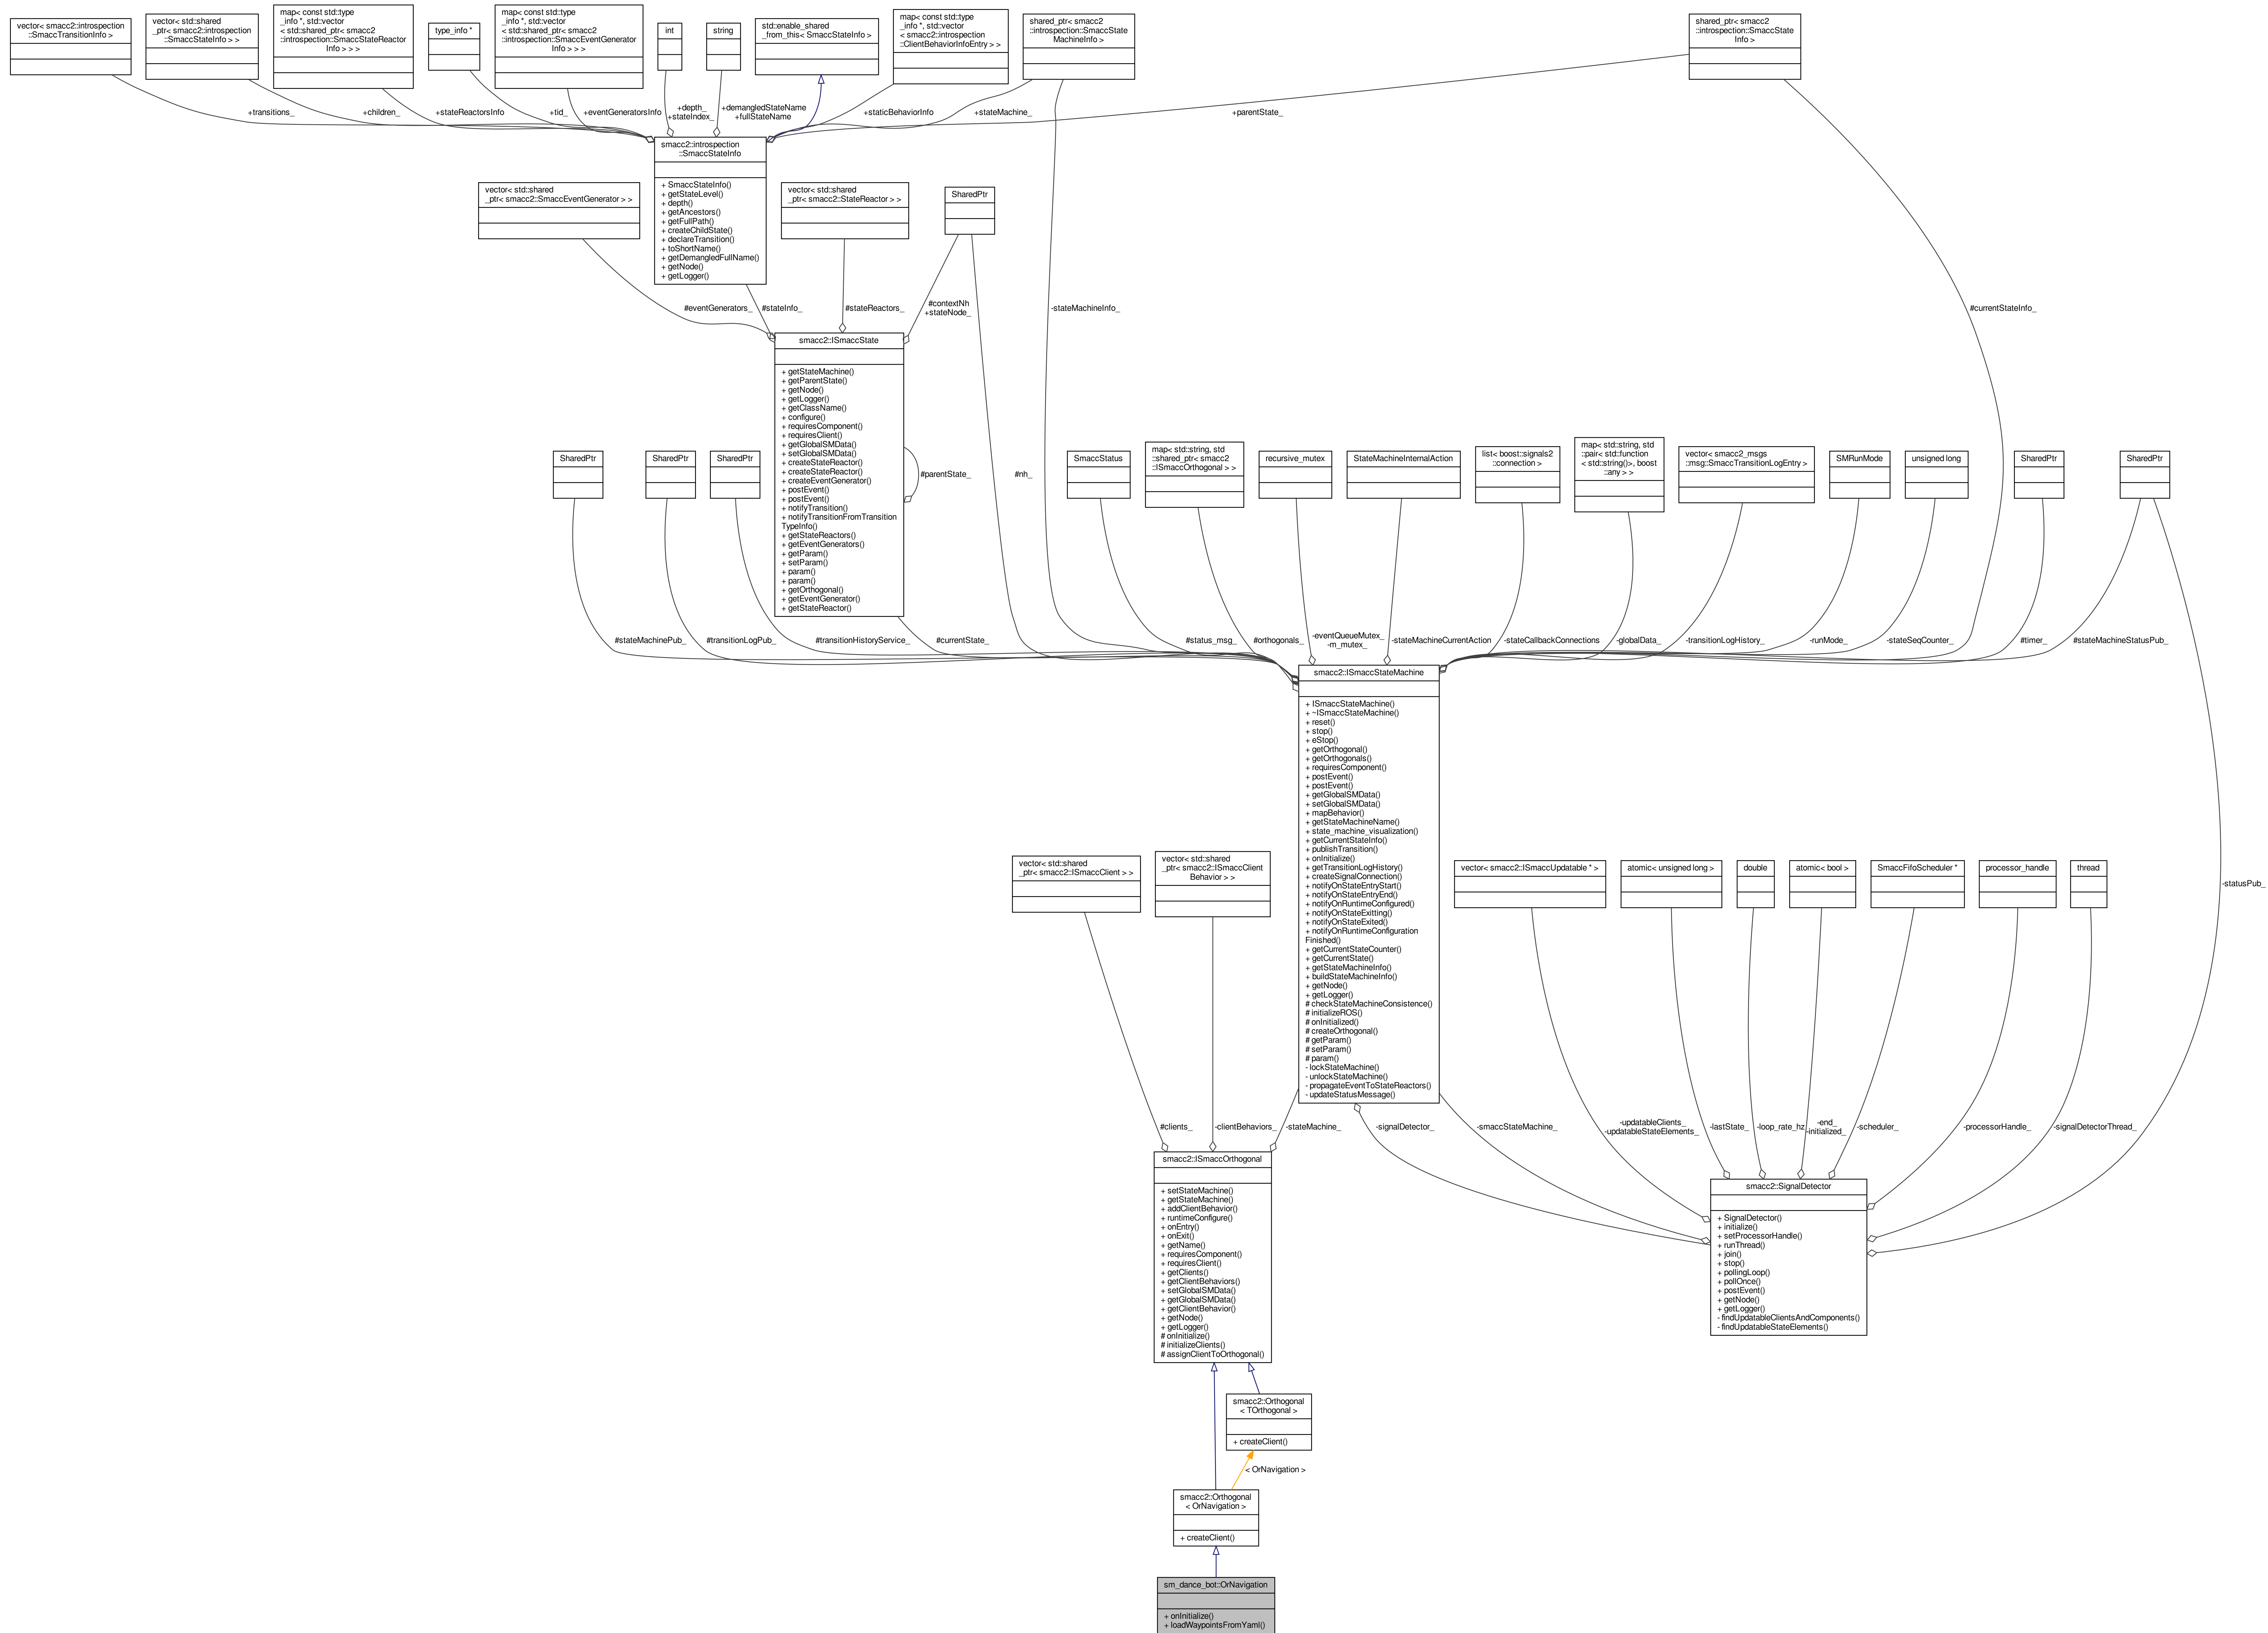 vector< smacc2::introspection
::SmaccTransitionInfo >
vector< std::shared
_ptr< smacc2::introspection
::SmaccStateInfo > >
map< const std::type
_info *, std::vector
< std::shared_ptr< smacc2
::introspection::SmaccStateReactor
Info > > >
type_info *
map< const std::type
_info *, std::vector
< std::shared_ptr< smacc2
::introspection::SmaccEventGenerator
Info > > >
int
string
std::enable_shared
_from_this< SmaccStateInfo >
map< const std::type
_info *, std::vector
< smacc2::introspection
::ClientBehaviorInfoEntry > >
shared_ptr< smacc2
::introspection::SmaccState
MachineInfo >
shared_ptr< smacc2
::introspection::SmaccState
Info >
+transitions_
+children_
+stateReactorsInfo
+tid_
+eventGeneratorsInfo
+depth_
+stateIndex_
+demangledStateName
+fullStateName
+staticBehaviorInfo
+stateMachine_
+parentState_
smacc2::introspection
::SmaccStateInfo
+ SmaccStateInfo()
+ getStateLevel()
+ depth()
+ getAncestors()
+ getFullPath()
+ createChildState()
+ declareTransition()
+ toShortName()
+ getDemangledFullName()
+ getNode()
+ getLogger()
vector< std::shared
_ptr< smacc2::SmaccEventGenerator > >
vector< std::shared
_ptr< smacc2::StateReactor > >
SharedPtr
#eventGenerators_
#stateInfo_
#stateReactors_
#contextNh
+stateNode_
-stateMachineInfo_
#currentStateInfo_
smacc2::ISmaccState
+ getStateMachine()
+ getParentState()
+ getNode()
+ getLogger()
+ getClassName()
+ configure()
+ requiresComponent()
+ requiresClient()
+ getGlobalSMData()
+ setGlobalSMData()
+ createStateReactor()
+ createStateReactor()
+ createEventGenerator()
+ postEvent()
+ postEvent()
+ notifyTransition()
+ notifyTransitionFromTransition
TypeInfo()
+ getStateReactors()
+ getEventGenerators()
+ getParam()
+ setParam()
+ param()
+ param()
+ getOrthogonal()
+ getEventGenerator()
+ getStateReactor()
#parentState_
#nh_
SharedPtr
SharedPtr
SharedPtr
SmaccStatus
map< std::string, std
::shared_ptr< smacc2
::ISmaccOrthogonal > >
recursive_mutex
StateMachineInternalAction
list< boost::signals2
::connection >
map< std::string, std
::pair< std::function
< std::string()>, boost
::any > >
vector< smacc2_msgs
::msg::SmaccTransitionLogEntry >
SMRunMode
unsigned long
SharedPtr
SharedPtr
#stateMachinePub_
#transitionLogPub_
#transitionHistoryService_
#currentState_
#status_msg_
#orthogonals_
-eventQueueMutex_
-m_mutex_
-stateMachineCurrentAction
-stateCallbackConnections
-globalData_
-transitionLogHistory_
-runMode_
-stateSeqCounter_
#timer_
#stateMachineStatusPub_
smacc2::ISmaccStateMachine
+ ISmaccStateMachine()
+ ~ISmaccStateMachine()
+ reset()
+ stop()
+ eStop()
+ getOrthogonal()
+ getOrthogonals()
+ requiresComponent()
+ postEvent()
+ postEvent()
+ getGlobalSMData()
+ setGlobalSMData()
+ mapBehavior()
+ getStateMachineName()
+ state_machine_visualization()
+ getCurrentStateInfo()
+ publishTransition()
+ onInitialize()
+ getTransitionLogHistory()
+ createSignalConnection()
+ notifyOnStateEntryStart()
+ notifyOnStateEntryEnd()
+ notifyOnRuntimeConfigured()
+ notifyOnStateExitting()
+ notifyOnStateExited()
+ notifyOnRuntimeConfiguration
Finished()
+ getCurrentStateCounter()
+ getCurrentState()
+ getStateMachineInfo()
+ buildStateMachineInfo()
+ getNode()
+ getLogger()
# checkStateMachineConsistence()
# initializeROS()
# onInitialized()
# createOrthogonal()
# getParam()
# setParam()
# param()
- lockStateMachine()
- unlockStateMachine()
- propagateEventToStateReactors()
- updateStatusMessage()
vector< std::shared
_ptr< smacc2::ISmaccClient > >
vector< std::shared
_ptr< smacc2::ISmaccClient
Behavior > >
vector< smacc2::ISmaccUpdatable * >
atomic< unsigned long >
double
atomic< bool >
SmaccFifoScheduler *
processor_handle
thread
-statusPub_
#clients_
-clientBehaviors_
-stateMachine_
-signalDetector_
-smaccStateMachine_
-updatableClients_
-updatableStateElements_
-lastState_
-loop_rate_hz
-end_
-initialized_
-scheduler_
-processorHandle_
-signalDetectorThread_
smacc2::ISmaccOrthogonal
+ setStateMachine()
+ getStateMachine()
+ addClientBehavior()
+ runtimeConfigure()
+ onEntry()
+ onExit()
+ getName()
+ requiresComponent()
+ requiresClient()
+ getClients()
+ getClientBehaviors()
+ setGlobalSMData()
+ getGlobalSMData()
+ getClientBehavior()
+ getNode()
+ getLogger()
# onInitialize()
# initializeClients()
# assignClientToOrthogonal()
smacc2::SignalDetector
+ SignalDetector()
+ initialize()
+ setProcessorHandle()
+ runThread()
+ join()
+ stop()
+ pollingLoop()
+ pollOnce()
+ postEvent()
+ getNode()
+ getLogger()
- findUpdatableClientsAndComponents()
- findUpdatableStateElements()
smacc2::Orthogonal
< TOrthogonal >
+ createClient()
< OrNavigation >
smacc2::Orthogonal
< OrNavigation >
+ createClient()
sm_dance_bot::OrNavigation
+ onInitialize()
+ loadWaypointsFromYaml()